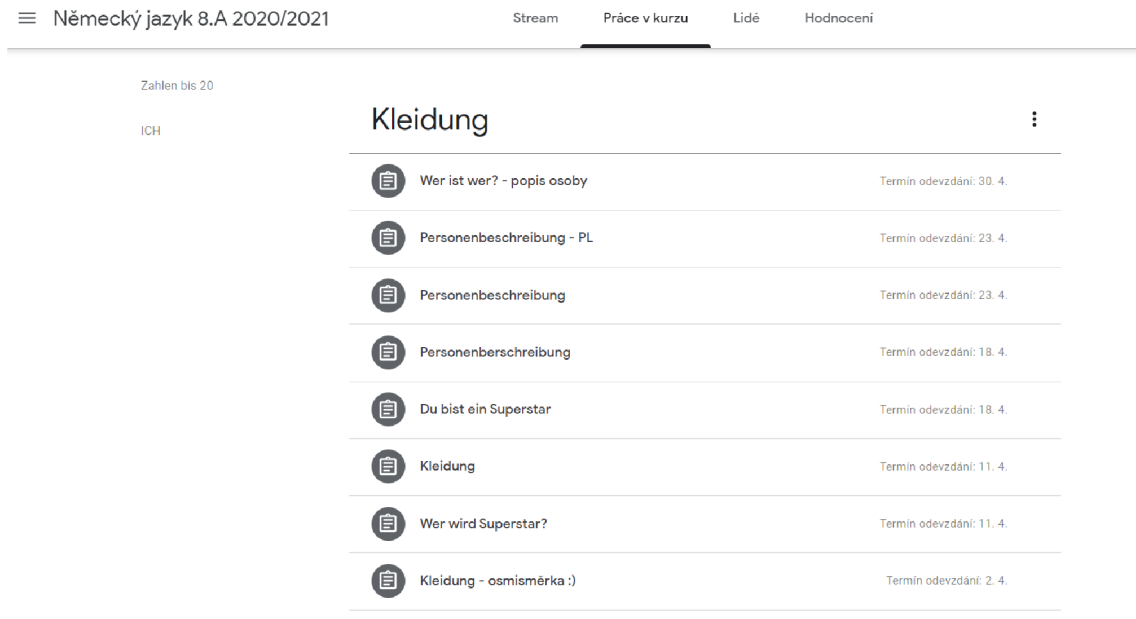 Německý jazyk 8.A 2020/2021
Stream Práce v kurzu Lidé Hodnocení
Zahlen bis 20
ICH
Kleidung
Wer ist wer? - popis osoby Termín odevzdání: 30. 4.
Personenbeschreibung - PL Termín odevzdání: 23. 4.
Personenbeschreibung Termín odevzdání: 23. 4.
Personenberschreibung Termín odevzdání: 18. 4.
Du bist ein Superstar Termín odevzdání: 18. 4.
Kleidung Termín odevzdání: 11. 4.
Wer wird Superstar? Termín odevzdání: 11. 4.
Kleidung - osmisměrka :) Termín odevzdání: 2. 4.